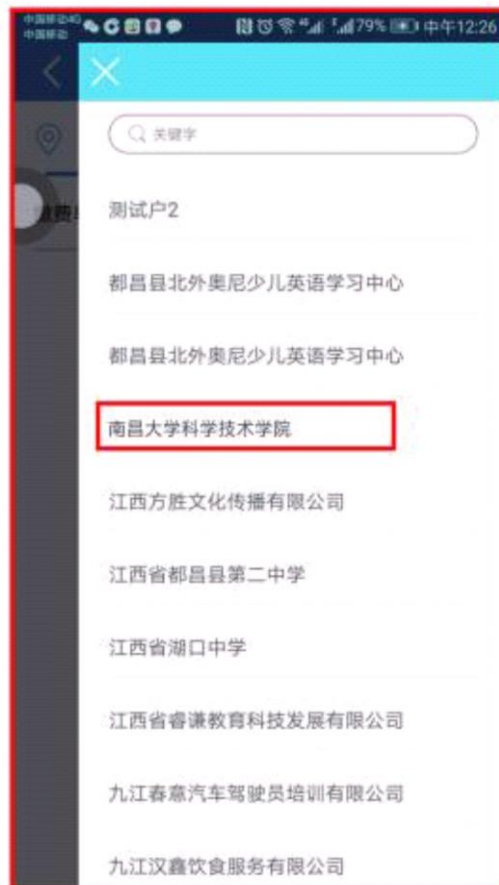 中国移动4G
中国移动
79%
中午12:26
关键字
缴费
测试户2
都昌县北外奥尼少儿英语学习中心
都昌县北外奥尼少儿英语学习中心
南昌大学科学技术学院
江西方胜文化传播有限公司
江西省都昌县第二中学
江西省湖口中学
江西省睿谦教育科技发展有限公司
九江春意汽车驾驶员培训有限公司
九江汉鑫饮食服务有限公司